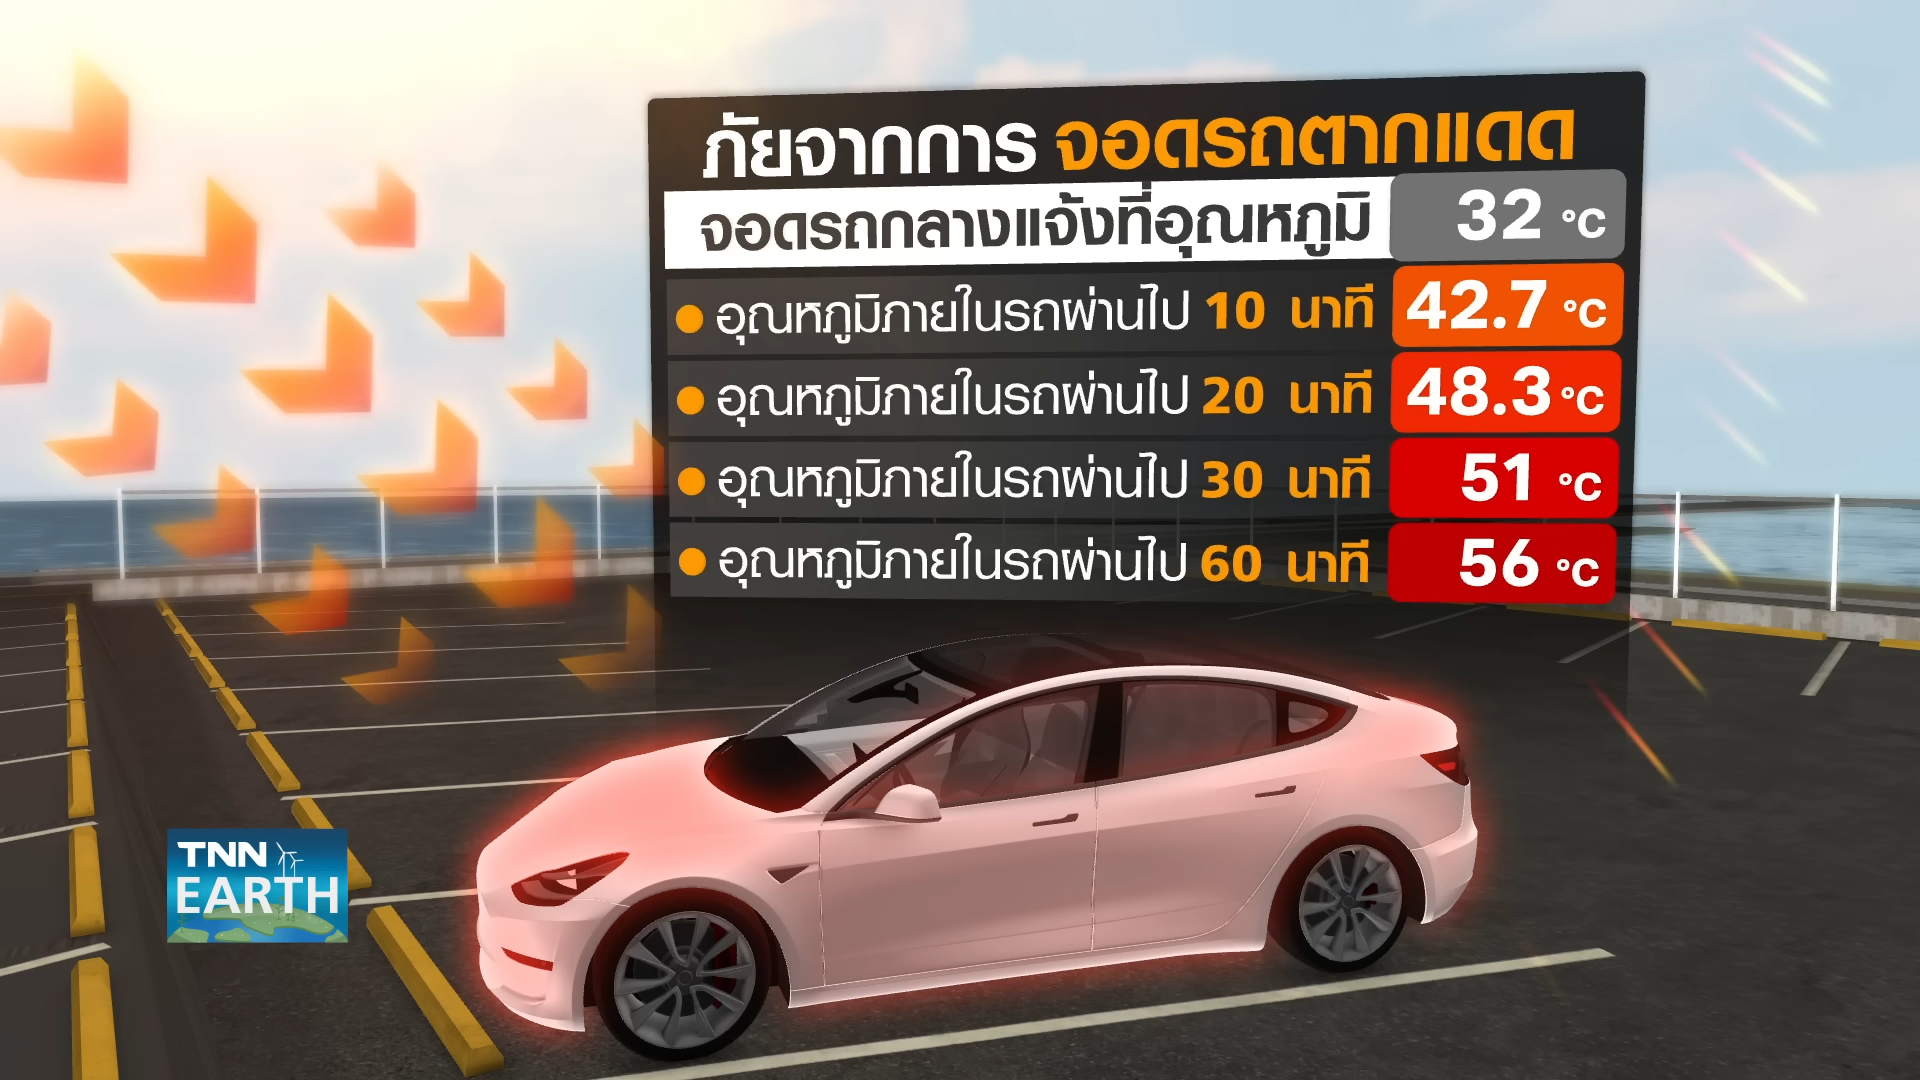 ภัยจากการ จอดรถตากแดด
จอดรถกลางแจ้งที่อุณหภูมิ 32 °C
อุณหภูมิภายในรถผ่านไป 10 นาที 42.7 °C
อุณหภูมิภายในรถผ่านไป 20 นาที 48.3 °C
อุณหภูมิภายในรถผ่านไป 30 นาที 51 °C
อุณหภูมิภายในรถผ่านไป 60 นาที 56 °C
TNN
EARTH